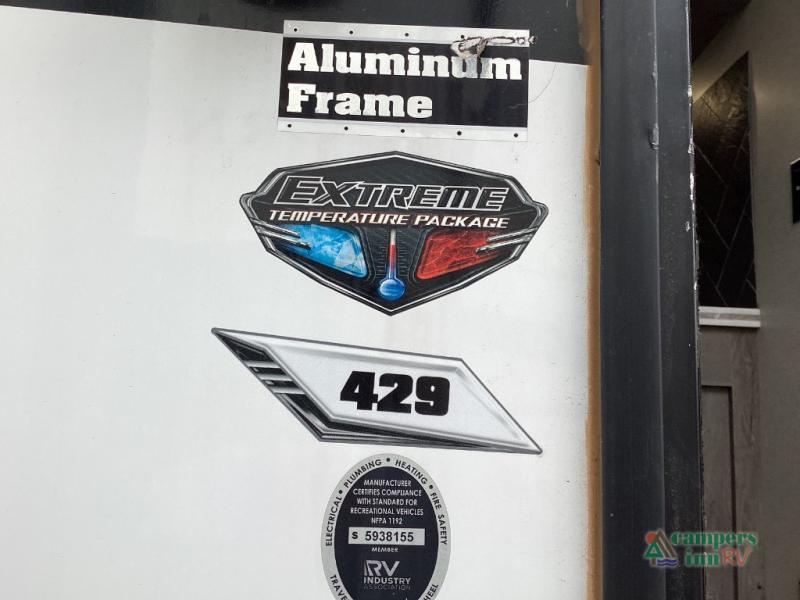 Aluminum
Frame
EXTREME
TEMPERATURE PACKAGE
429
ELECTRICAL • PLUMBING • HEATING • FIRE SAFETY
MANUFACTURER
CERTIFIES COMPLIANCE
WITH STANDARD FOR
RECREATIONAL VEHICLES
NFPA 1192
S 5938155
MEMBER
RV
INDUSTRY
ASSOCIATION
campers
inn RV